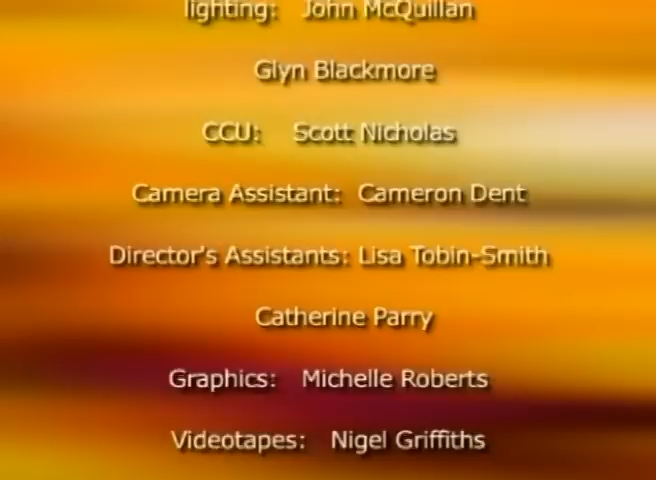 lighting: John McQuillan
Glyn Blackmore
CCU: Scott Nicholas
Camera Assistant: Cameron Dent
Director's Assistants: Lisa Tobin-Smith
Catherine Parry
Graphics: Michelle Roberts
Videotapes: Nigel Griffiths